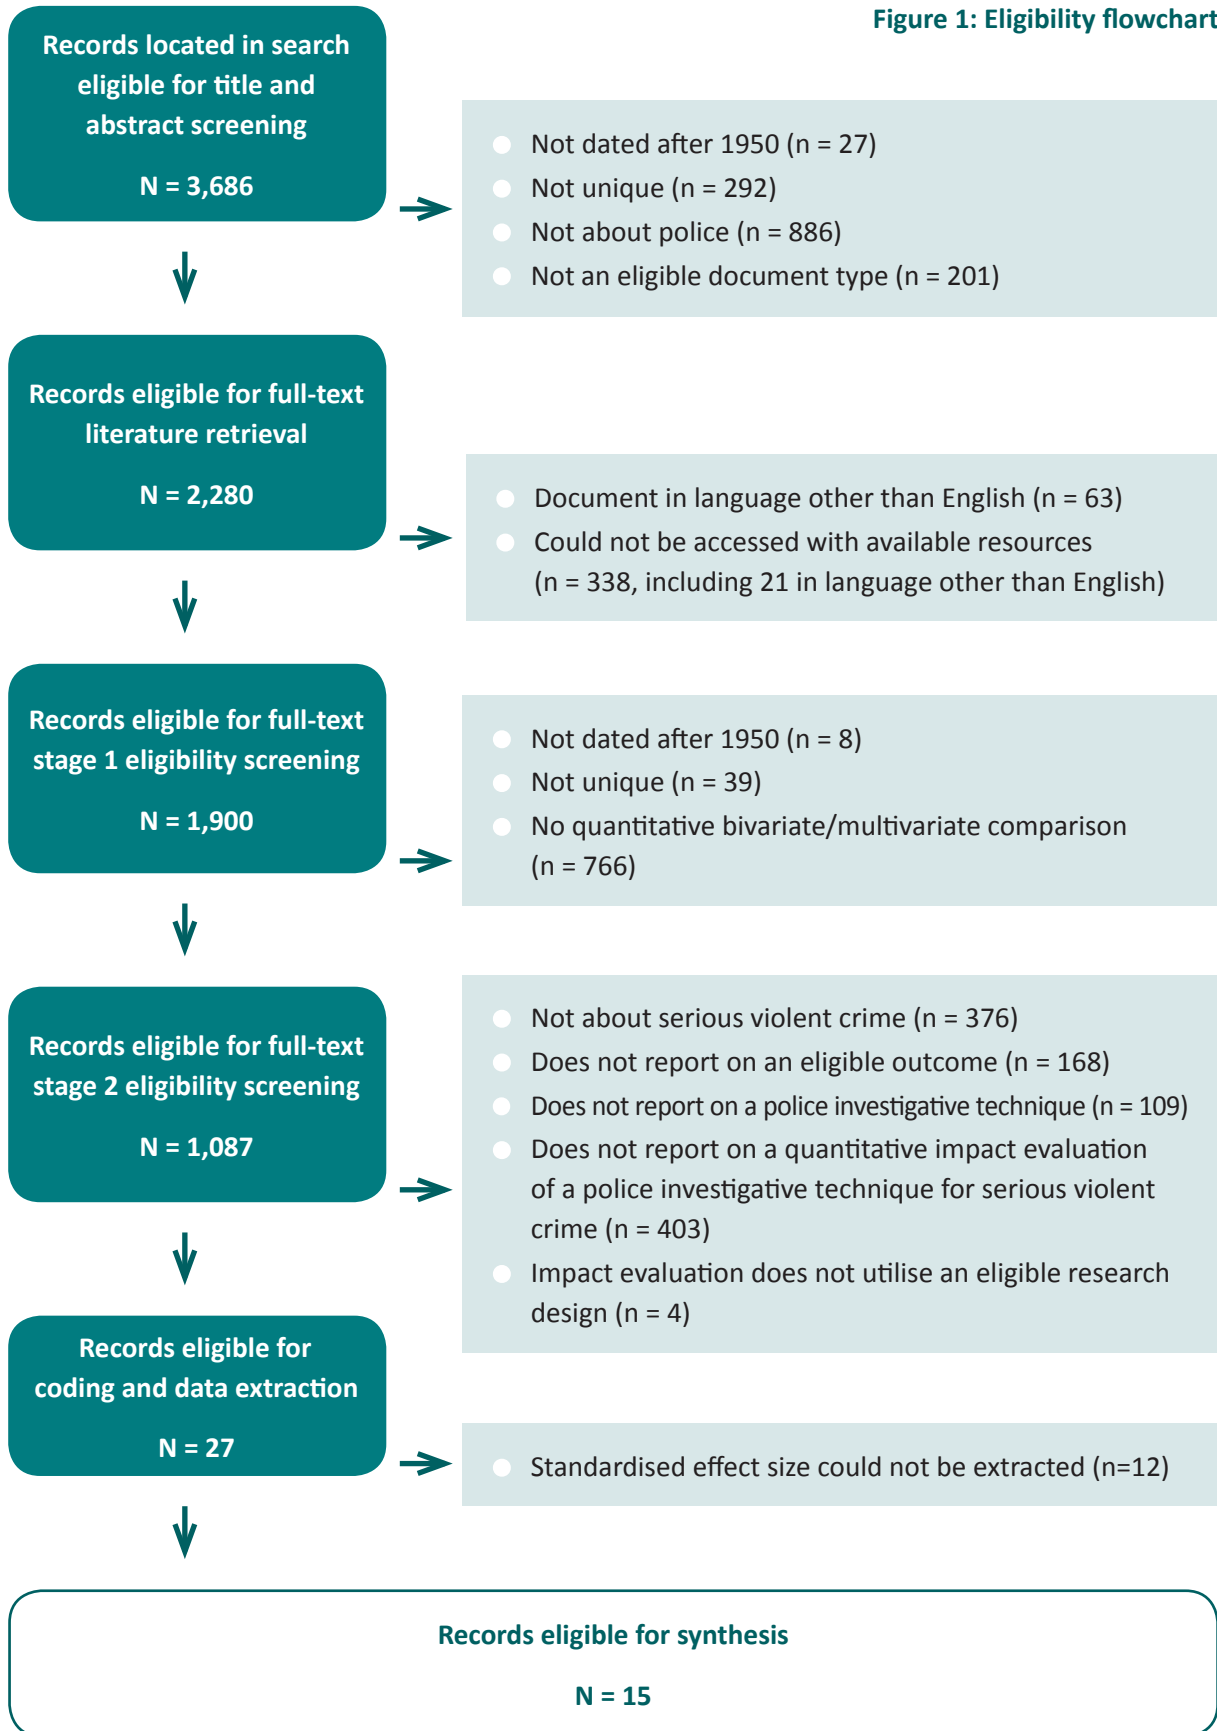 Figure 1: Eligibility flowchart
Records located in search
eligible for title and
abstract screening
N = 3,686
Not dated after 1950 (n = 27)
Not unique (n = 292)
Not about police (n = 886)
Not an eligible document type (n = 201)
Records eligible for full-text
literature retrieval
N = 2,280
Document in language other than English (n = 63)
Could not be accessed with available resources
(n = 338, including 21 in language other than English)
Records eligible for full-text
stage 1 eligibility screening
N = 1,900
Not dated after 1950 (n = 8)
Not unique (n = 39)
No quantitative bivariate/multivariate comparison
(n = 766)
Records eligible for full-text
stage 2 eligibility screening
N = 1,087
Not about serious violent crime (n = 376)
Does not report on an eligible outcome (n = 168)
Does not report on a police investigative technique (n = 109)
Does not report on a quantitative impact evaluation
of a police investigative technique for serious violent
crime (n = 403)
Impact evaluation does not utilise an eligible research
design (n = 4)
Records eligible for
coding and data extraction
N = 27
Standardised effect size could not be extracted (n=12)
Records eligible for synthesis
N = 15